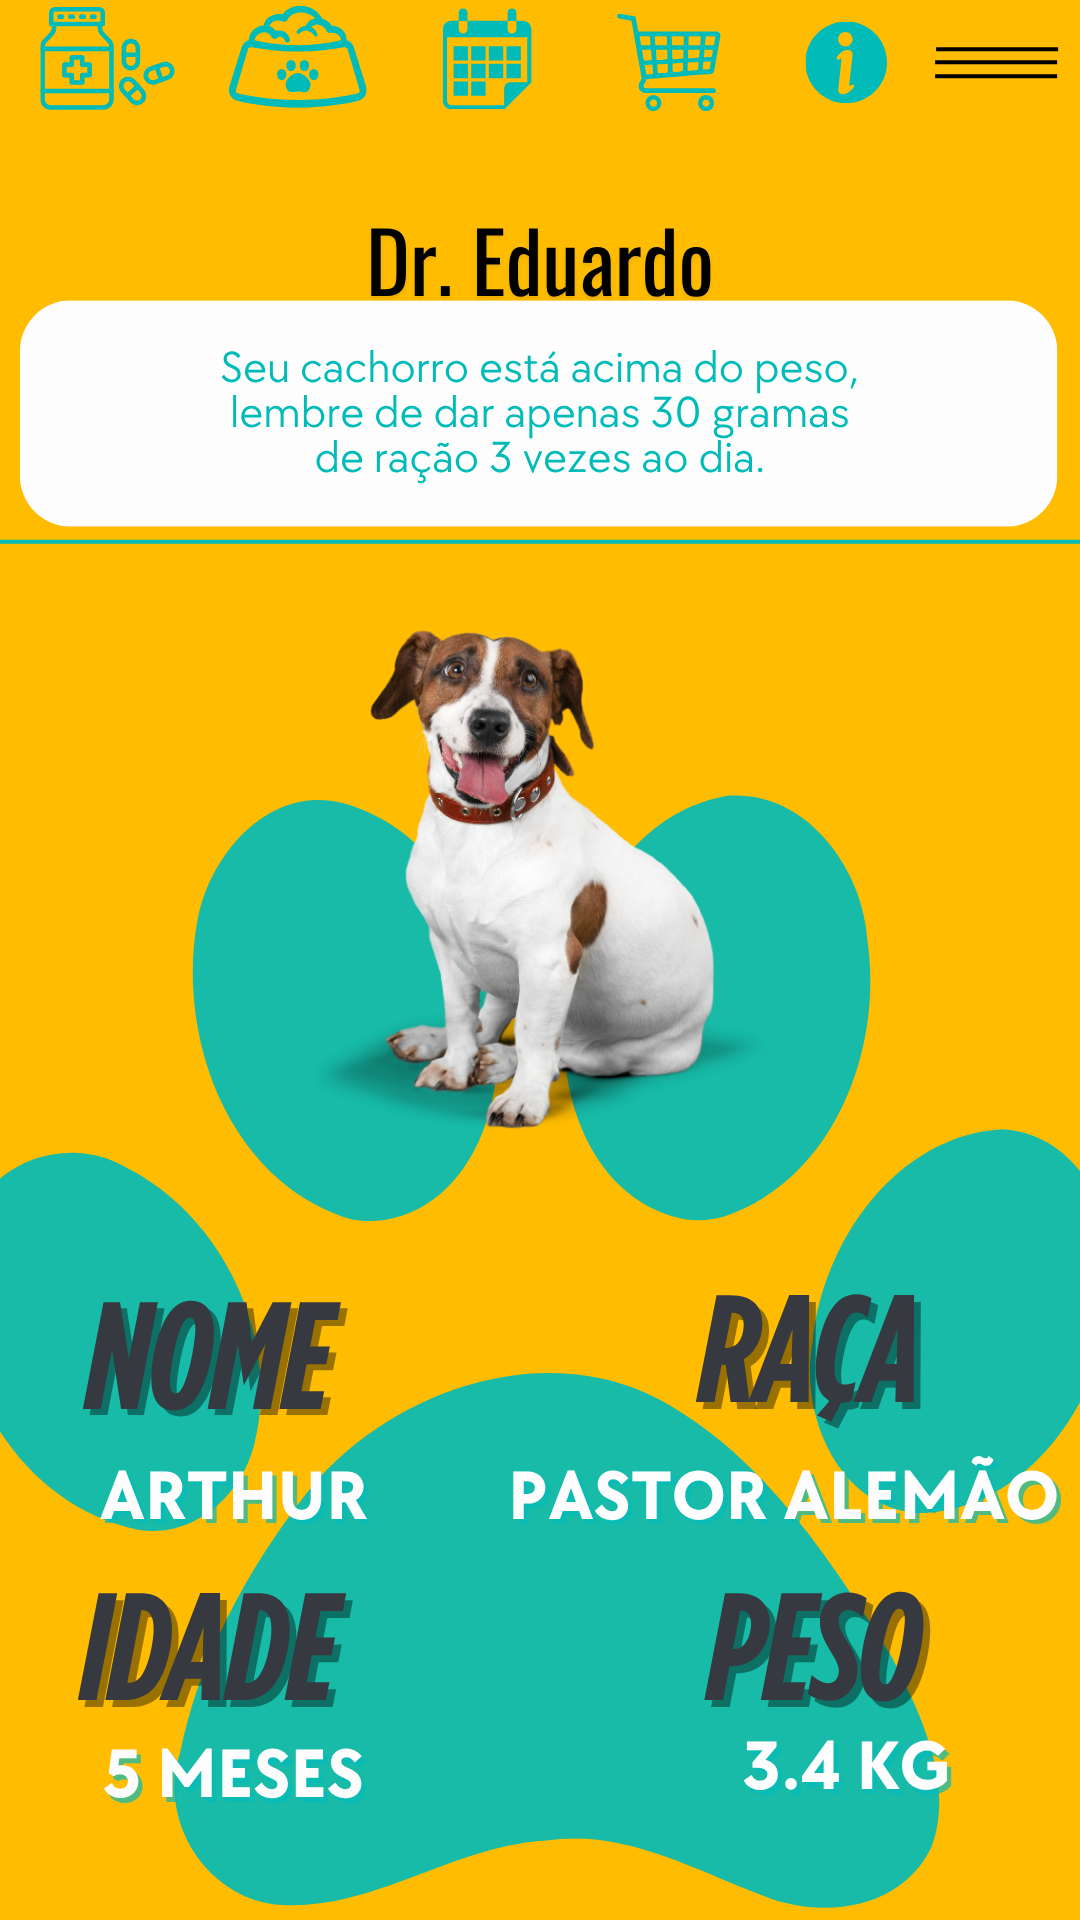 Dr. Eduardo
Seu cachorro está acima do peso,
lembre de dar apenas 30 gramas
de ração 3 vezes ao dia.
NOME
RAÇA
ARTHUR
PASTOR ALEMÃO
IDADE
PESO
5 MESES
3.4 KG